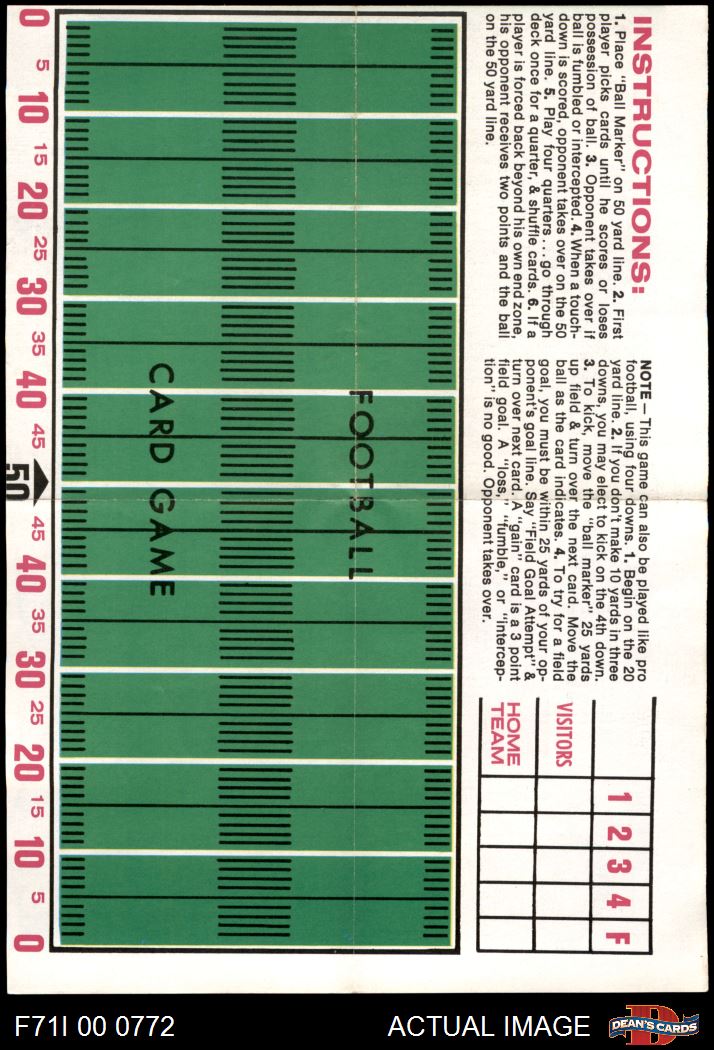 INSTRUCTIONS:
1. Place "Ball Marker" on 50 yard line. 2. First
player picks cards until he scores or loses
possession of ball. 3. Opponent takes over if
ball is fumbled or intercepted. 4. When a touch-
down is scored, opponent takes over on the 50
yard line. 5. Play four quarters . . . go through
deck once for a quarter, & shuffle cards. 6. If a
player is forced back beyond his own end zone,
his opponent receives two points and the ball
on the 50 yard line.
NOTE — This game can also be played like pro
football, using four downs. 1. Begin on the 20
yard line. 2. If you don't make 10 yards in three
downs, you may elect to kick on the 4th down.
3. To kick, move the "ball marker" 25 yards
up field & turn over the next card. Move the
ball as the card indicates. 4. To try for a field
goal, you must be within 25 yards of your op-
ponent's goal line. Say "Field Goal Attempt" &
turn over next card. A "gain" card is a 3 point
field goal. A "loss," "fumble," or "intercep-
tion" is no good. Opponent takes over.
1 2 3 4 F
VISITORS
HOME
TEAM
FOOTBALL
CARD GAME
0 5 10 15 20 25 30 35 40 45 50 45 40 35 30 25 20 15 10 5 0
F71I 00 0772
ACTUAL IMAGE
D
DEAN'S CARDS